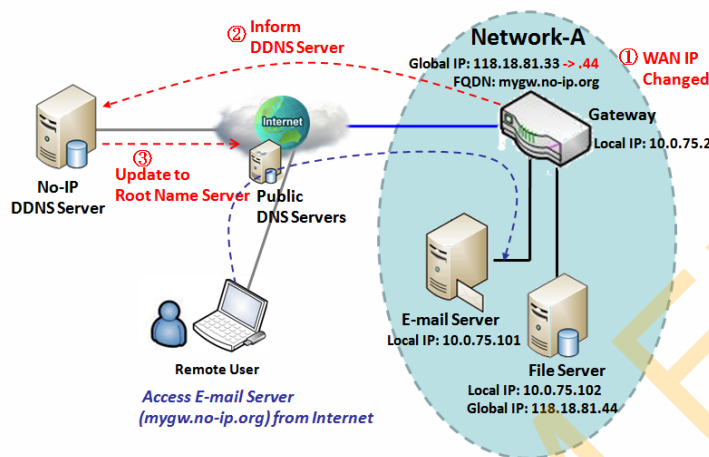 ② Inform
DDNS Server
Network-A
Global IP: 118.18.81.33 -> .44
FQDN: mygw.no-ip.org
① WAN IP
Changed
Internet
Gateway
Local IP: 10.0.75.2
③
Update to
Root Name Server
No-IP
DDNS Server
Public
DNS Servers
E-mail Server
Local IP: 10.0.75.101
Remote User
File Server
Local IP: 10.0.75.102
Global IP: 118.18.81.44
Access E-mail Server
(mygw.no-ip.org) from Internet